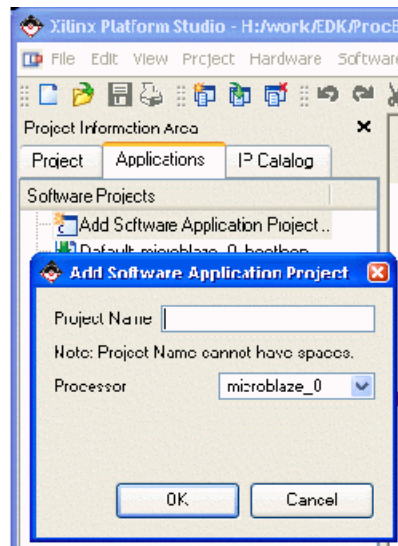 Xilinx Platform Studio - H:/work/EDK/ProcB
File Edit View Project Hardware Software
Project Information Area
Project Applications IP Catalog
Software Projects
Add Software Application Project...
Default: microblaze_0_bootloop
Add Software Application Project
Project Name
Note: Project Name cannot have spaces.
Processor microblaze_0
OK Cancel